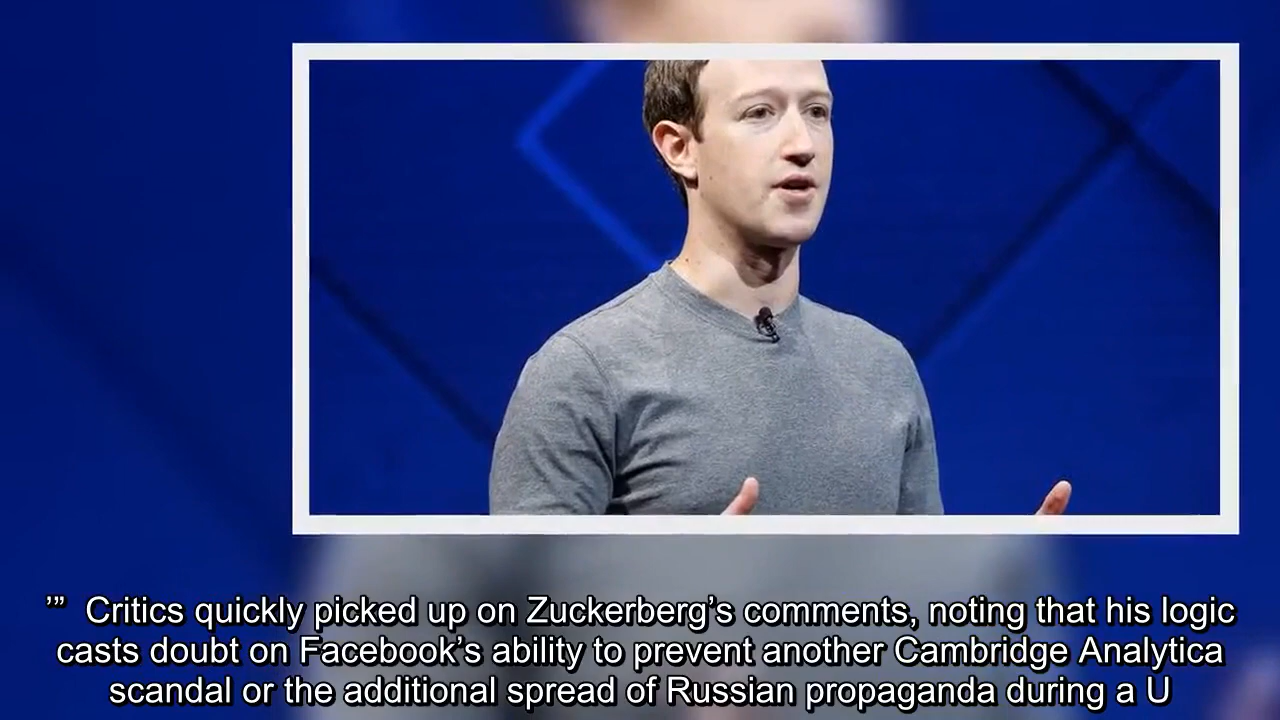 ’” Critics quickly picked up on Zuckerberg’s comments, noting that his logic
casts doubt on Facebook’s ability to prevent another Cambridge Analytica
scandal or the additional spread of Russian propaganda during a U